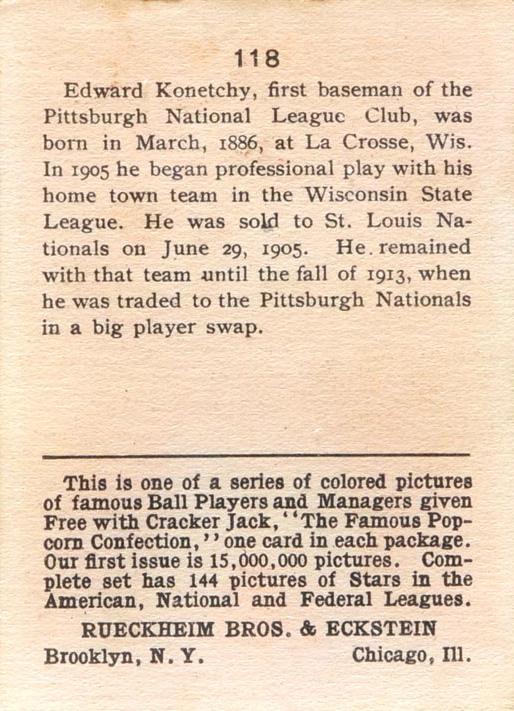 118
Edward Konetchy, first baseman of the
Pittsburgh National League Club, was
born in March, 1886, at La Crosse, Wis.
In 1905 he began professional play with his
home town team in the Wisconsin State
League. He was sold to St. Louis Na-
tionals on June 29, 1905. He remained
with that team until the fall of 1913, when
he was traded to the Pittsburgh Nationals
in a big player swap.
This is one of a series of colored pictures
of famous Ball Players and Managers given
Free with Cracker Jack, "The Famous Pop-
corn Confection," one card in each package.
Our first issue is 15,000,000 pictures. Com-
plete set has 144 pictures of Stars in the
American, National and Federal Leagues.
RUECKHEIM BROS. & ECKSTEIN
Brooklyn, N. Y. Chicago, Ill.